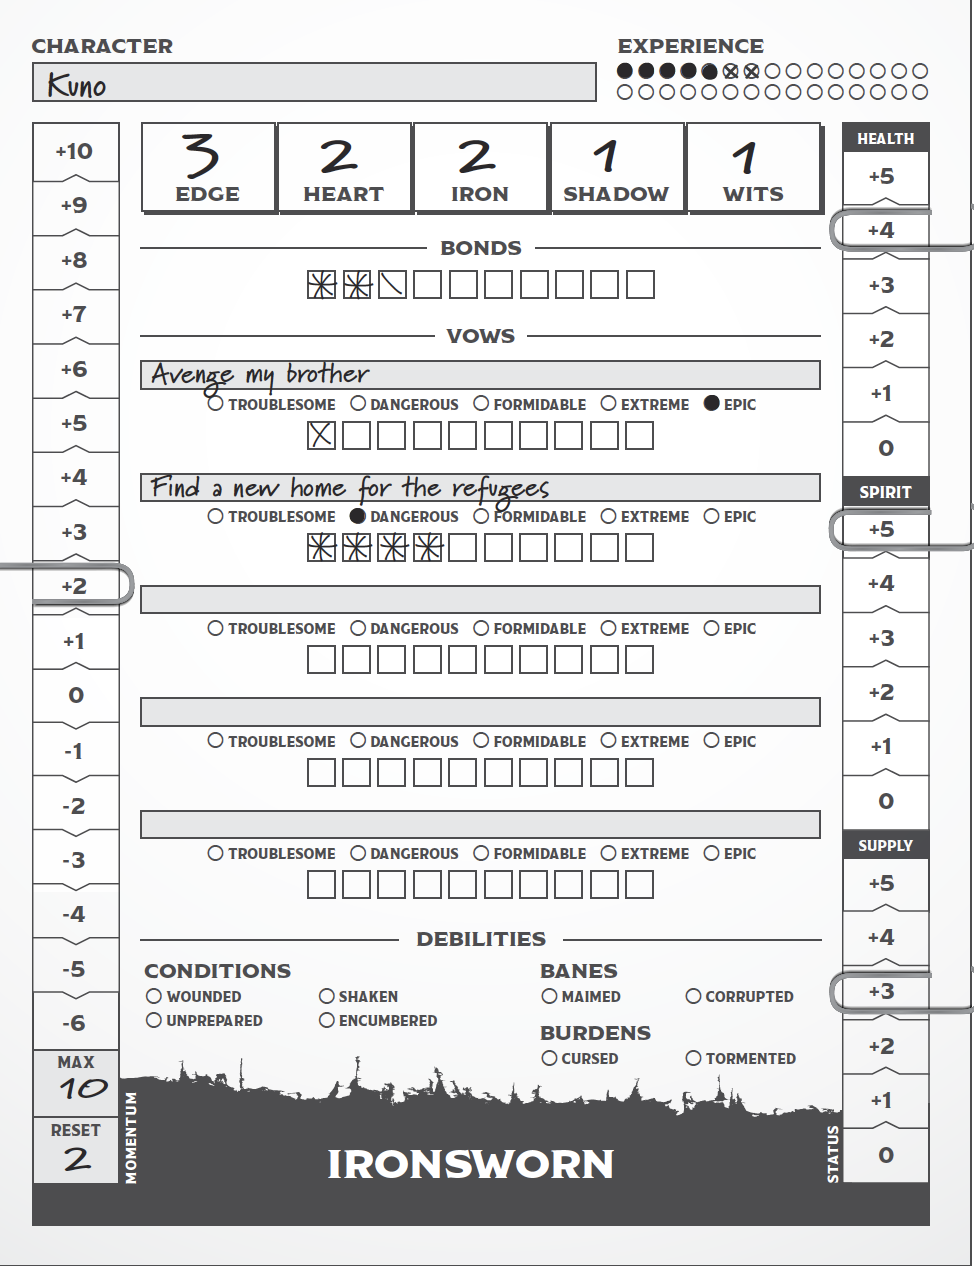 CHARACTER
Kuno
EXPERIENCE
+10
+9
+8
+7
+6
+5
+4
+3
+2
+1
0
-1
-2
-3
-4
-5
-6
MAX
10
RESET
2
MOMENTUM
3 2 2 1 1
EDGE HEART IRON SHADOW WITS
BONDS
VOWS
Avenge my brother
TROUBLESOME DANGEROUS FORMIDABLE EXTREME EPIC
Find a new home for the refugees
TROUBLESOME DANGEROUS FORMIDABLE EXTREME EPIC
TROUBLESOME DANGEROUS FORMIDABLE EXTREME EPIC
TROUBLESOME DANGEROUS FORMIDABLE EXTREME EPIC
TROUBLESOME DANGEROUS FORMIDABLE EXTREME EPIC
DEBILITIES
CONDITIONS
WOUNDED SHAKEN
UNPREPARED ENCUMBERED
BANES
MAIMED CORRUPTED
BURDENS
CURSED TORMENTED
IRONSWORN
HEALTH
+5
+4
+3
+2
+1
0
SPIRIT
+5
+4
+3
+2
+1
0
SUPPLY
+5
+4
+3
+2
+1
0
STATUS